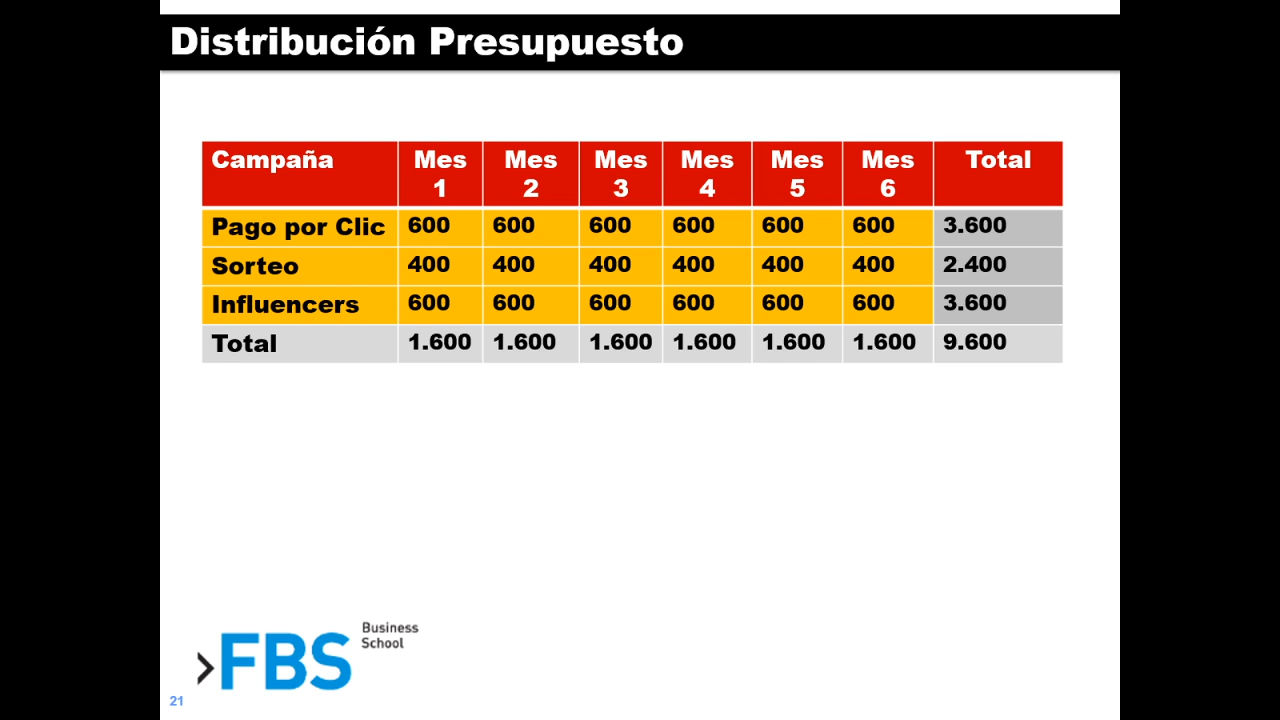 Distribución Presupuesto
Campaña Mes 1 Mes 2 Mes 3 Mes 4 Mes 5 Mes 6 Total
Pago por Clic 600 600 600 600 600 600 3.600
Sorteo 400 400 400 400 400 400 2.400
Influencers 600 600 600 600 600 600 3.600
Total 1.600 1.600 1.600 1.600 1.600 1.600 9.600
Business
School
>FBS
21